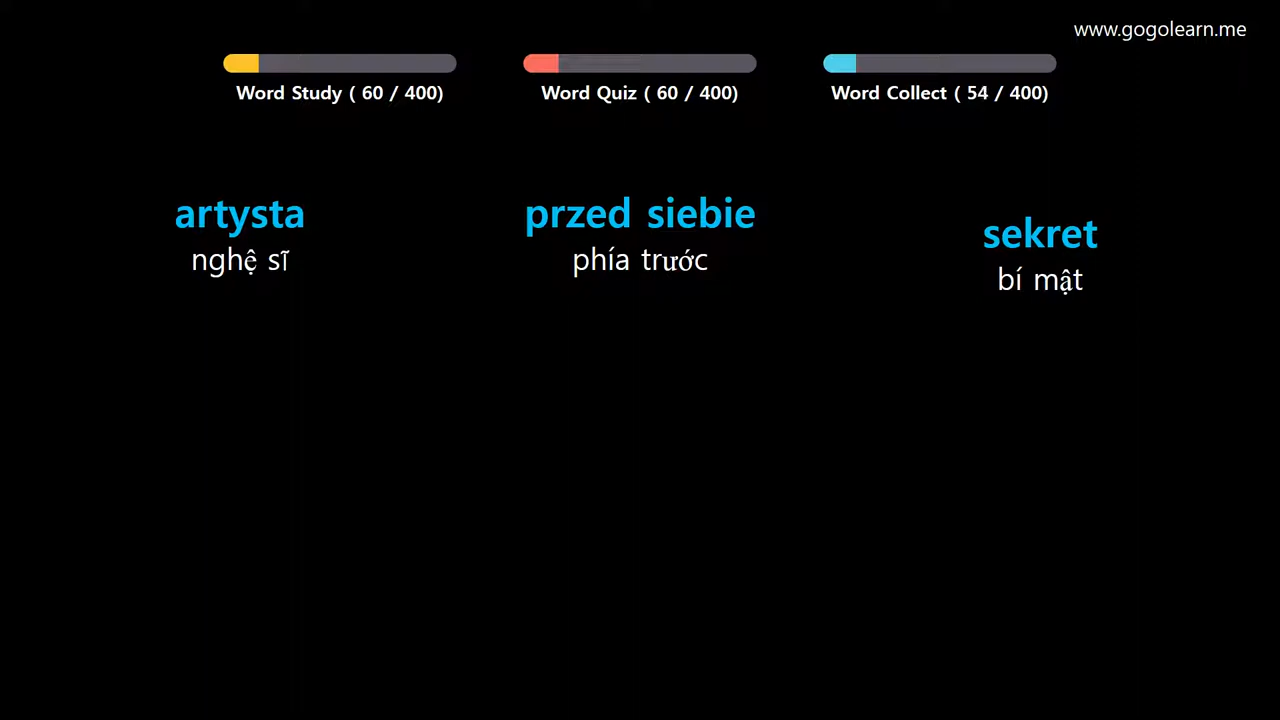 www.gogolearn.me
Word Study ( 60 / 400)
Word Quiz ( 60 / 400)
Word Collect ( 54 / 400)
artysta
nghệ sĩ
przed siebie
phía trước
sekret
bí mật